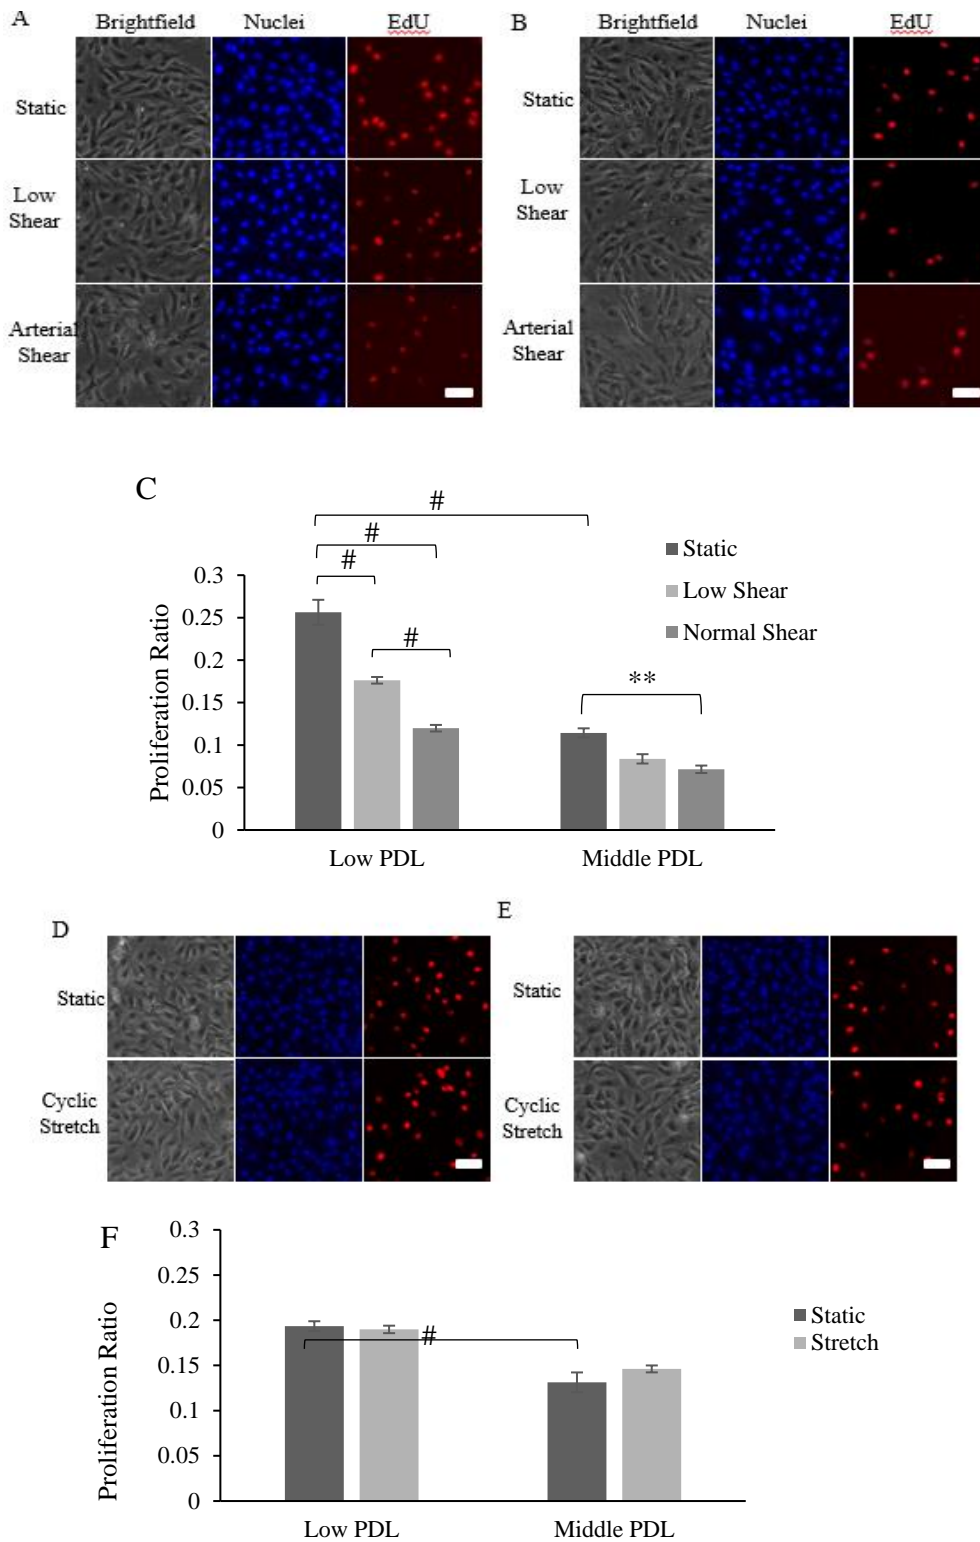 A
Brightfield Nuclei EdU
Static
Low
Shear
Arterial
Shear
B
Brightfield Nuclei EdU
Static
Low
Shear
Arterial
Shear
C
#
#
#
#
**
Static
Low Shear
Normal Shear
Proliferation Ratio
0.3
0.25
0.2
0.15
0.1
0.05
0
Low PDL Middle PDL
D
Static
Cyclic
Stretch
E
Static
Cyclic
Stretch
F
Proliferation Ratio
0.3
0.25
0.2
0.15
0.1
0.05
0
#
Static
Stretch
Low PDL Middle PDL